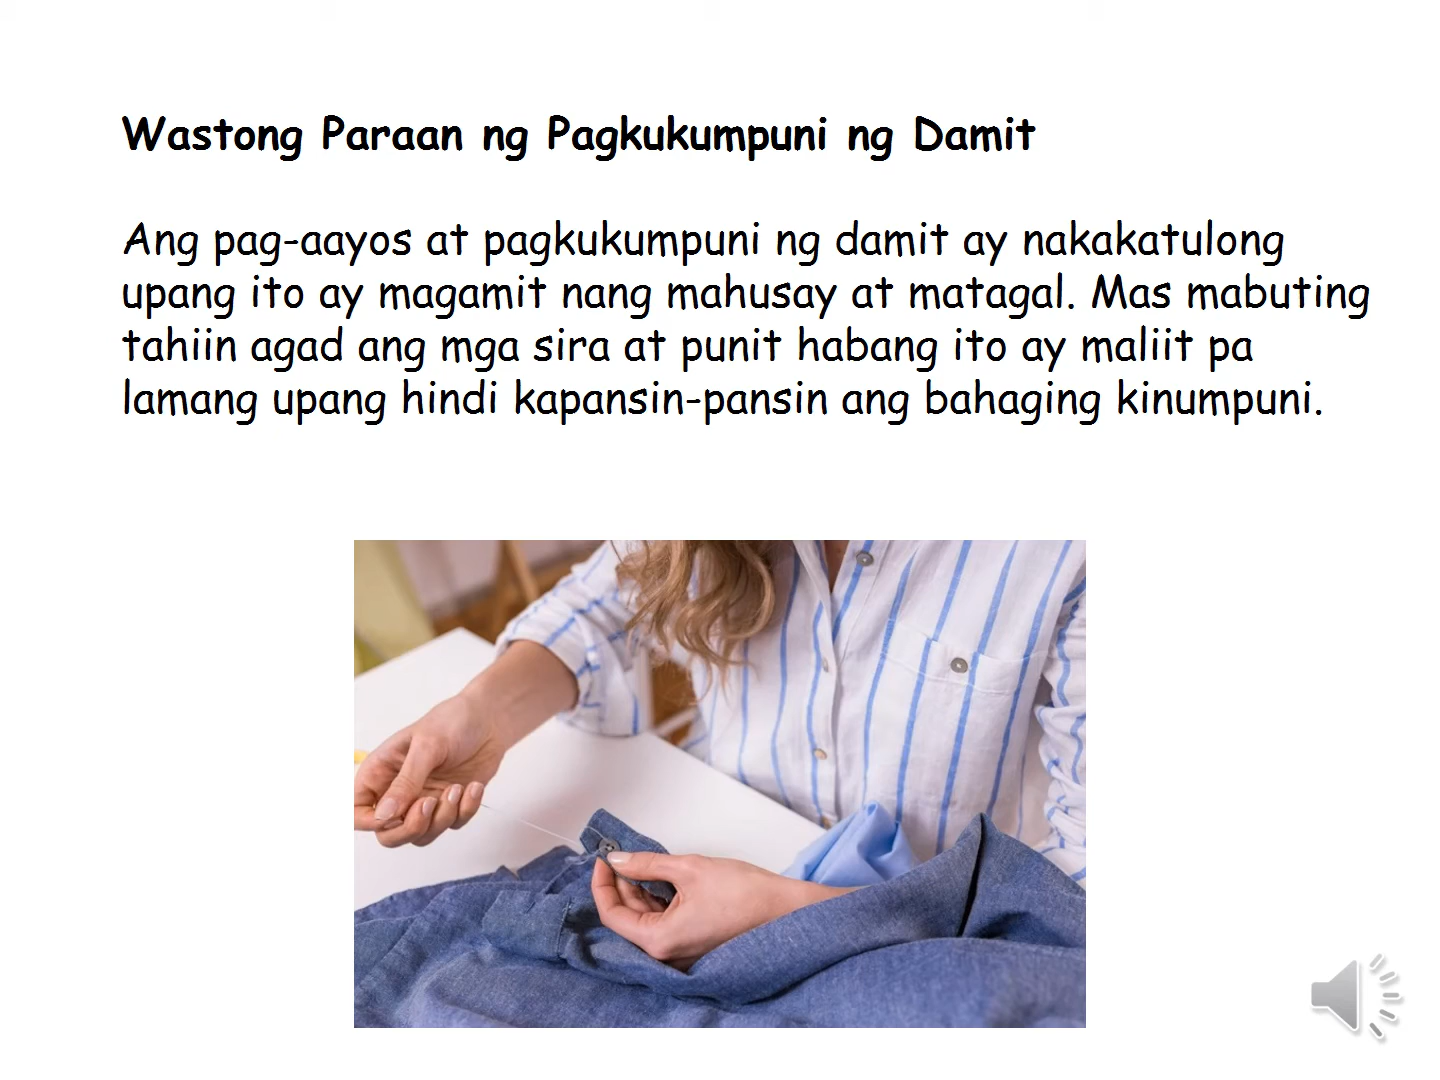 Wastong Paraan ng Pagkukumpuni ng Damit
Ang pag-aayos at pagkukumpuni ng damit ay nakakatulong
upang ito ay magamit nang mahusay at matagal. Mas mabuting
tahiin agad ang mga sira at punit habang ito ay maliit pa
lamang upang hindi kapansin-pansin ang bahaging kinumpuni.